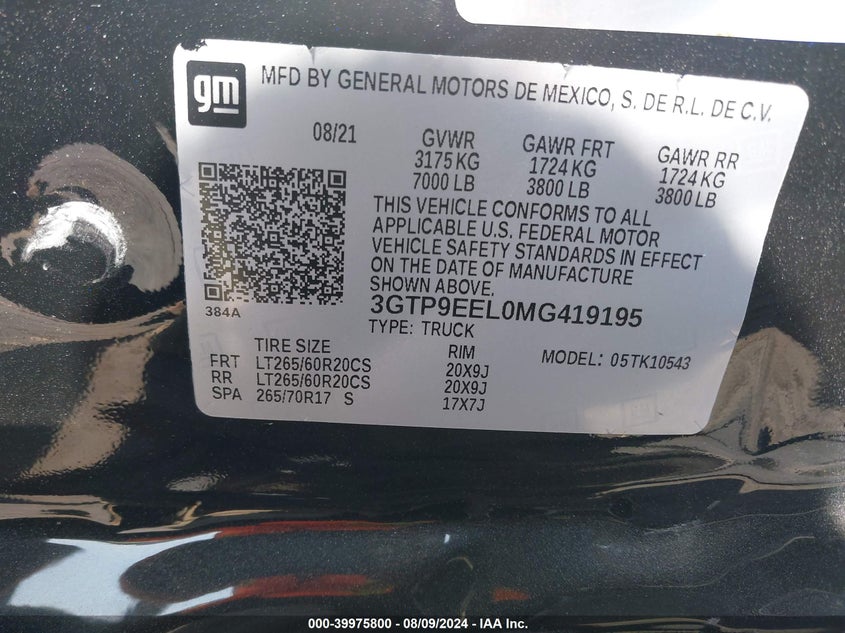 gm
MFD BY GENERAL MOTORS DE MEXICO, S. DE R.L. DE C.V.
08/21
GVWR
3175 KG
7000 LB
GAWR FRT
1724 KG
3800 LB
GAWR RR
1724 KG
3800 LB
THIS VEHICLE CONFORMS TO ALL
APPLICABLE U.S. FEDERAL MOTOR
VEHICLE SAFETY STANDARDS IN EFFECT
ON THE DATE OF MANUFACTURE
SHOWN ABOVE.
384A
3GTP9EEL0MG419195
TYPE: TRUCK
TIRE SIZE RIM MODEL: 05TK10543
FRT LT265/60R20CS 20X9J
RR LT265/60R20CS 20X9J
SPA 265/70R17 S 17X7J
000-39975800 - 08/09/2024 - IAA Inc.